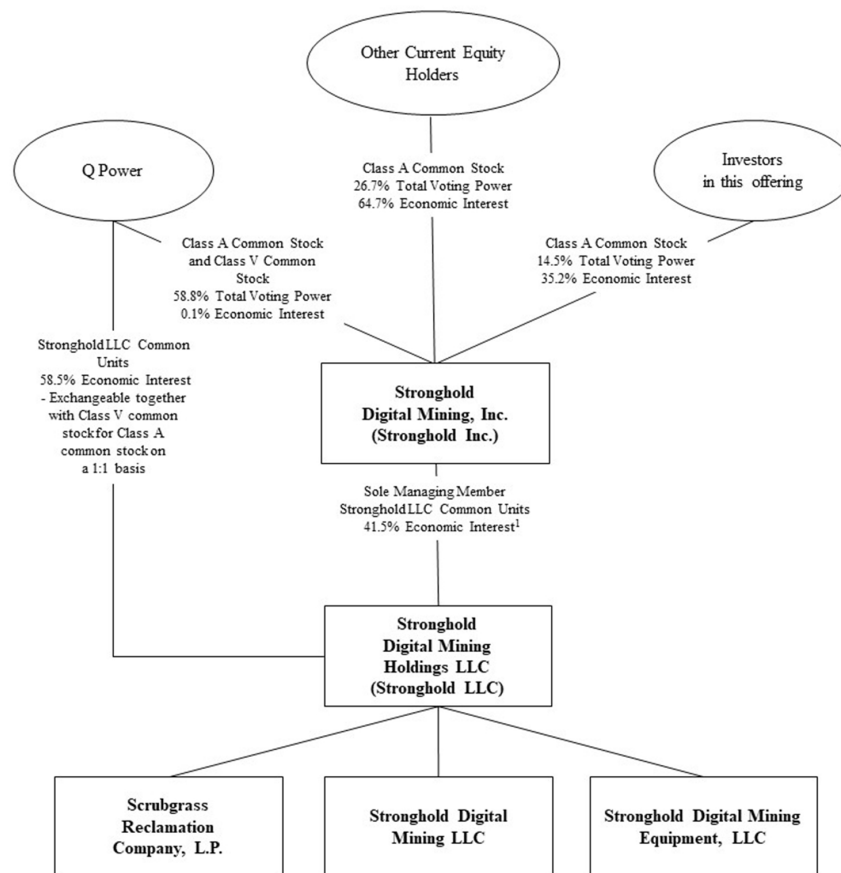 Other Current Equity
Holders
Q Power
Investors
in this offering
Class A Common Stock
26.7% Total Voting Power
64.7% Economic Interest
Class A Common Stock
and Class V Common
Stock
58.8% Total Voting Power
0.1% Economic Interest
Class A Common Stock
14.5% Total Voting Power
35.2% Economic Interest
Stronghold LLC Common
Units
58.5% Economic Interest
- Exchangeable together
with Class V common
stock for Class A
common stock on
a 1:1 basis
Stronghold
Digital Mining, Inc.
(Stronghold Inc.)
Sole Managing Member
Stronghold LLC Common Units
41.5% Economic Interest¹
Stronghold
Digital Mining
Holdings LLC
(Stronghold LLC)
Scrubgrass
Reclamation
Company, L.P.
Stronghold Digital
Mining LLC
Stronghold Digital Mining
Equipment, LLC